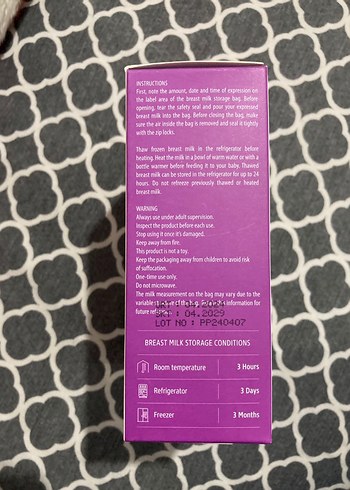 INSTRUCTIONS
First, note the amount, date and time of expression on
the label area of the breast milk storage bag. Before
opening, tear the safety seal and pour your expressed
breast milk into the bag. Before closing the bag, make
sure the air inside the bag is removed and seal it tightly
with the zip locks.
Thaw frozen breast milk in the refrigerator before
heating. Heat the milk in a bowl of warm water or with a
bottle warmer before feeding it to your baby. Thawed
breast milk can be stored in the refrigerator for up to 24
hours. Do not refreeze previously thawed or heated
breast milk.
WARNING
Always use under adult supervision.
Inspect the product before each use.
Stop using it once it's damaged.
Keep away from fire.
This product is not a toy.
Keep the packaging away from children to avoid risk
of suffocation.
One-time use only.
Do not microwave.
The milk measurement on the bag may vary due to the
information for
future
: 04.2029
LOT NO : PP240407
BREAST MILK STORAGE CONDITIONS
Room temperature 3 Hours
Refrigerator 3 Days
Freezer 3 Months